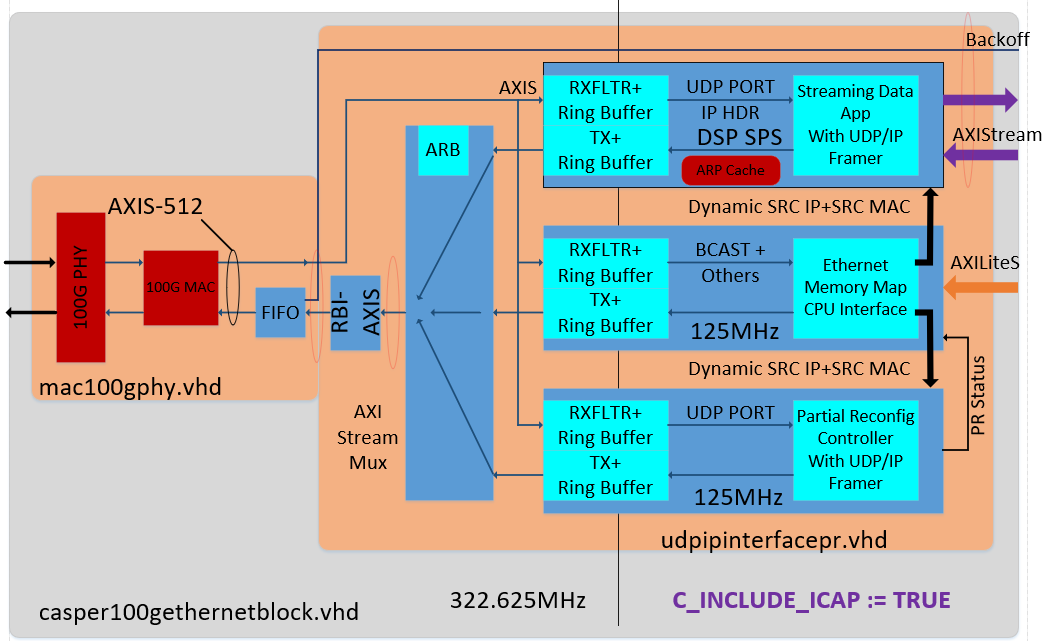 Backoff
AXIS
RXFLTR+
Ring Buffer
TX+
Ring Buffer
UDP PORT
IP HDR
DSP SPS
ARP Cache
Streaming Data
App
With UDP/IP
Framer
AXIStream
ARB
AXIS-512
Dynamic SRC IP+SRC MAC
100G PHY
100G MAC
FIFO
RBI-
AXIS
RXFLTR+
Ring Buffer
TX+
Ring Buffer
BCAST +
Others
125MHz
Ethernet
Memory Map
CPU Interface
AXILiteS
mac100gphy.vhd
Dynamic SRC IP+SRC MAC
PR Status
AXI
Stream
Mux
RXFLTR+
Ring Buffer
TX+
Ring Buffer
UDP PORT
125MHz
Partial Reconfig
Controller
With UDP/IP
Framer
udpipinterfacepr.vhd
casper100gethernetblock.vhd
322.625MHz
C_INCLUDE_ICAP := TRUE